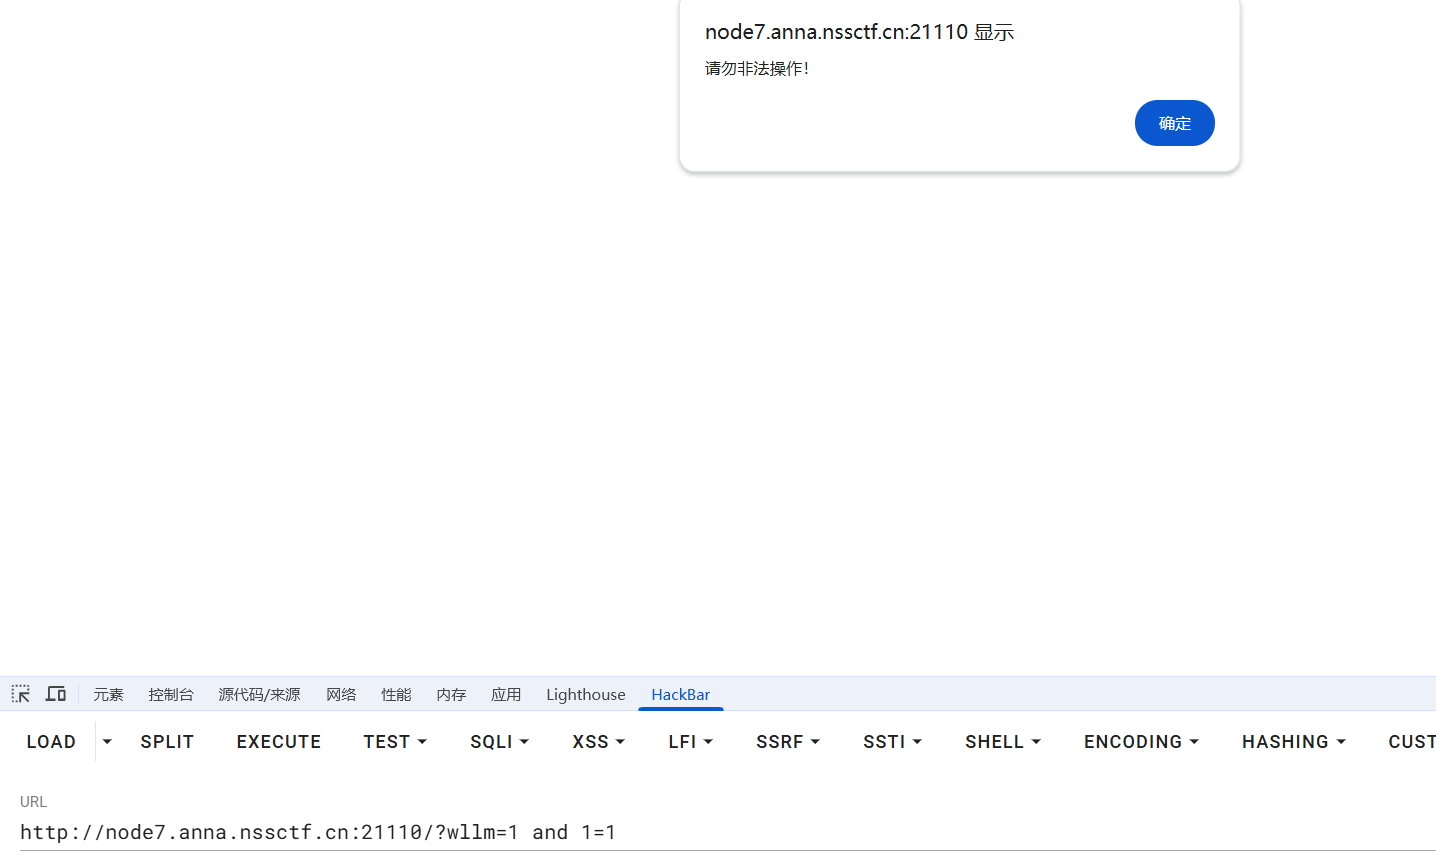 node7.anna.nssctf.cn:21110 显示
请勿非法操作！
确定
元素 控制台 源代码/来源 网络 性能 内存 应用 Lighthouse HackBar
LOAD SPLIT EXECUTE TEST SQLI XSS LFI SSRF SSTI SHELL ENCODING HASHING CUST
URL
http://node7.anna.nssctf.cn:21110/?wllm=1 and 1=1